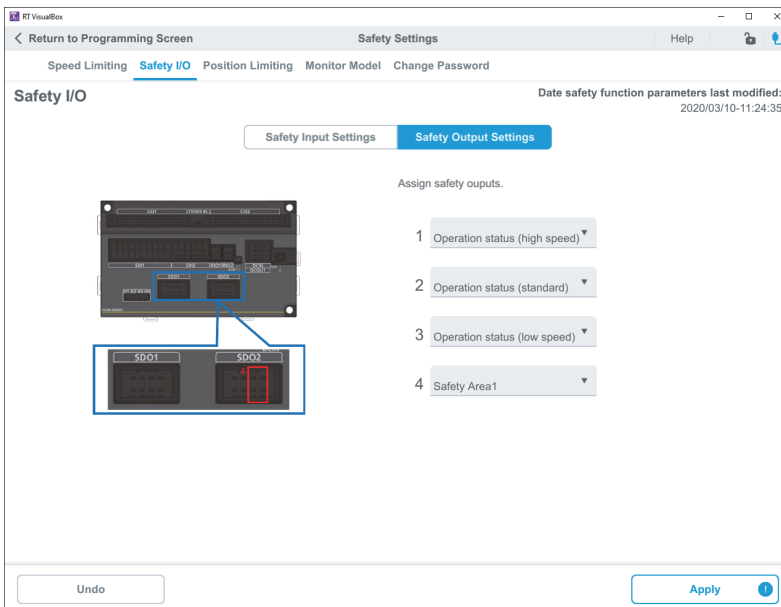 RT VisualBox
Return to Programming Screen
Safety Settings
Help
Speed Limiting
Safety I/O
Position Limiting
Monitor Model
Change Password
Safety I/O
Date safety function parameters last modified:
2020/03/10-11:24:35
Safety Input Settings
Safety Output Settings
Assign safety ouputs.
1 Operation status (high speed)
2 Operation status (standard)
3 Operation status (low speed)
4 Safety Area1
SDO1
SDO2
SDO1
SDO2
4
Undo
Apply